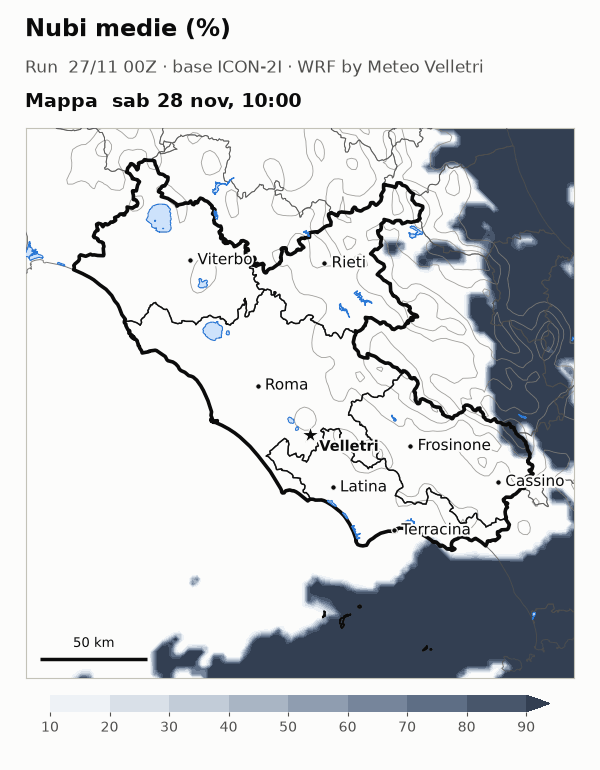 Nubi medie (%)
Run 27/11 00Z · base ICON-2I · WRF by Meteo Velletri
Mappa sab 28 nov, 10:00
Viterbo
Rieti
Roma
Velletri
Frosinone
Latina
Cassino
Terracina
50 km
10 20 30 40 50 60 70 80 90